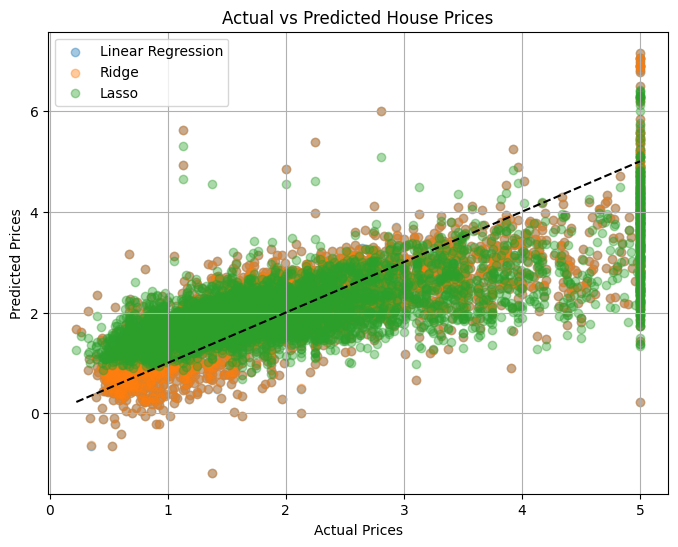 Actual vs Predicted House Prices
Linear Regression
Ridge
Lasso
Predicted Prices
6
4
2
0
0 1 2 3 4 5
Actual Prices